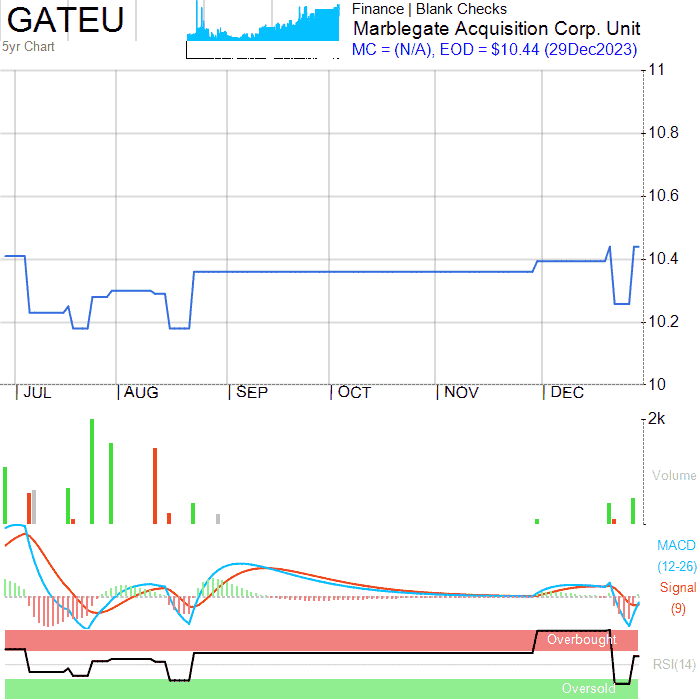 GATEU
5yr Chart
Finance | Blank Checks
Marblegate Acquisition Corp. Unit
MC = (N/A), EOD = $10.44 (29Dec2023)
11
10.8
10.6
10.4
10.2
10
JUL AUG SEP OCT NOV DEC
2k
Volume
MACD
(12-26)
Signal
(9)
Overbought
RSI(14)
Oversold